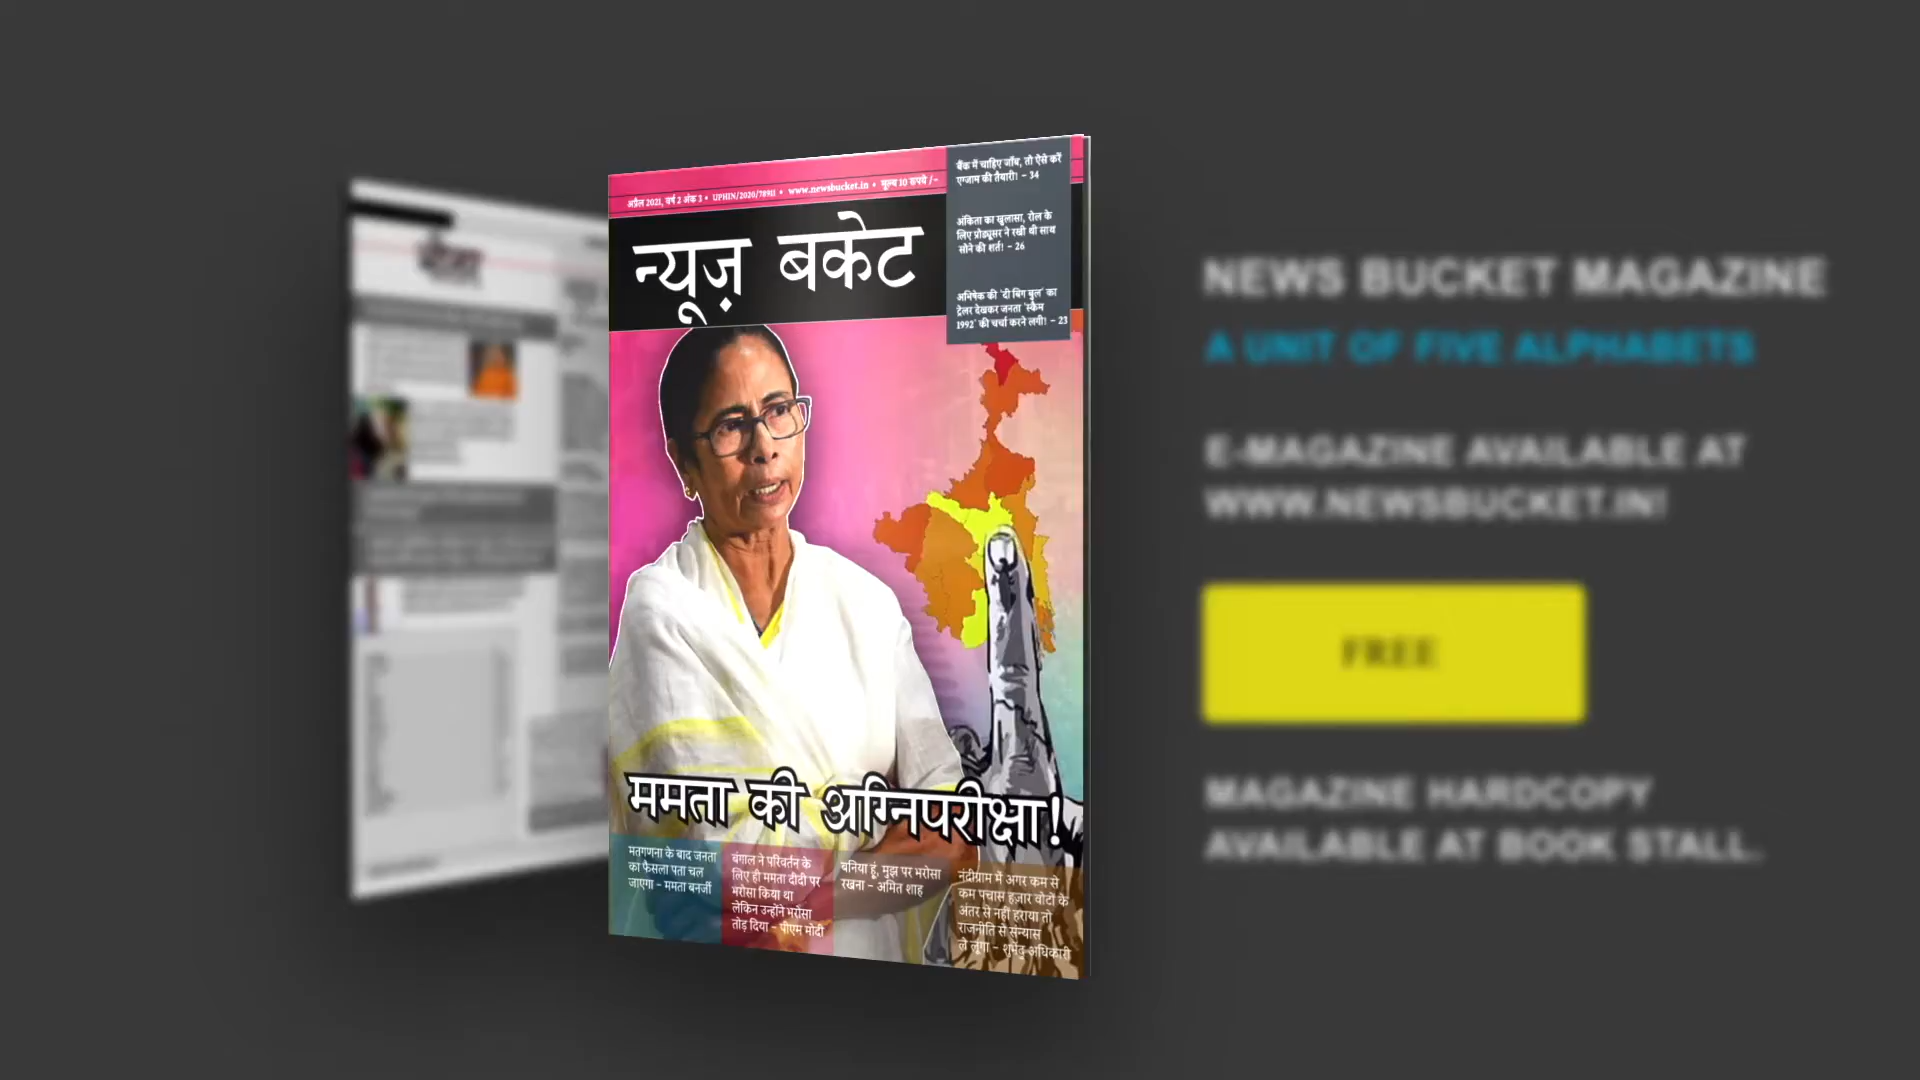 अप्रैल 2021, वर्ष 2 अंक 3 • UPHIN/2020/78911 • www.newsbucket.in • मूल्य 10 रुपये /-
न्यूज़ बकेट
बैंक में चाहिए जॉब, तो ऐसे करें
एग्जाम की तैयारी! – 34
अंकिता का खुलासा, रोल के
लिए प्रोड्यूसर ने रखी थी साथ
सोने की शर्त! – 26
अभिषेक की 'दी बिग बुल' का
ट्रेलर देखकर जनता 'स्कैम
1992' की चर्चा करने लगी! – 23
ममता की अग्निपरीक्षा!
मतगणना के बाद जनता
का फैसला पता चल
जाएगा – ममता बनर्जी
बंगाल ने परिवर्तन के
लिए ही ममता दीदी पर
भरोसा किया था
लेकिन उन्होंने भरोसा
तोड़ दिया – पीएम मोदी
बनिया हूं, मुझ पर भरोसा
रखना – अमित शाह
नंदीग्राम में अगर कम से
कम पचास हज़ार वोटों के
अंतर से नहीं हराया तो
राजनीति से संन्यास
ले लूंगा – शुभेंदु अधिकारी
NEWS BUCKET MAGAZINE
A UNIT OF FIVE ALPHABETS
E-MAGAZINE AVAILABLE AT
WWW.NEWSBUCKET.IN!
FREE
MAGAZINE HARDCOPY
AVAILABLE AT BOOK STALL.